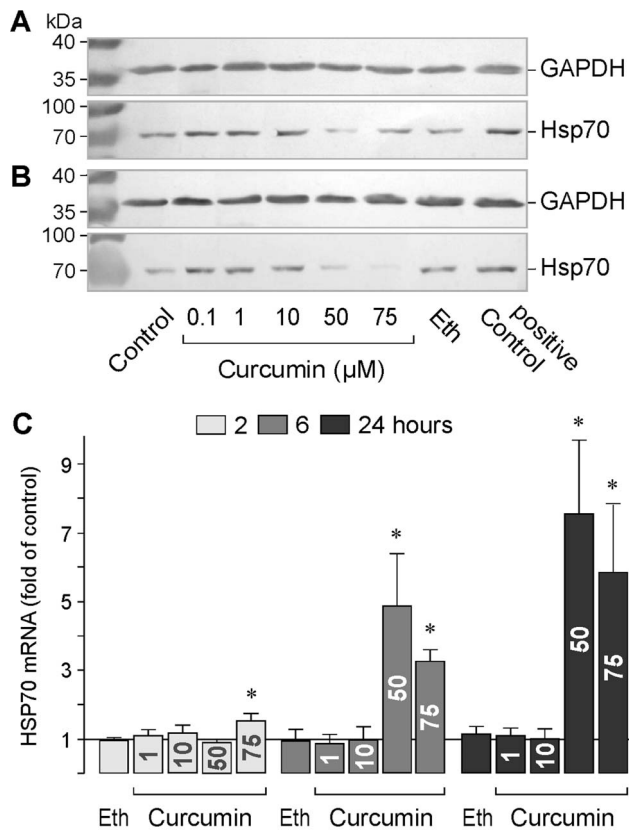 A kDa
40
35
GAPDH
100
70
Hsp70
B
40
35
GAPDH
100
70
Hsp70
Control 0.1 1 10 50 75 Eth positive Control
Curcumin (µM)
C
2 6 24 hours
HSP70 mRNA (fold of control)
9
7
5
3
1
* * * * *
1 10 50 75 1 10 50 75 1 10 50 75
Eth Curcumin Eth Curcumin Eth Curcumin